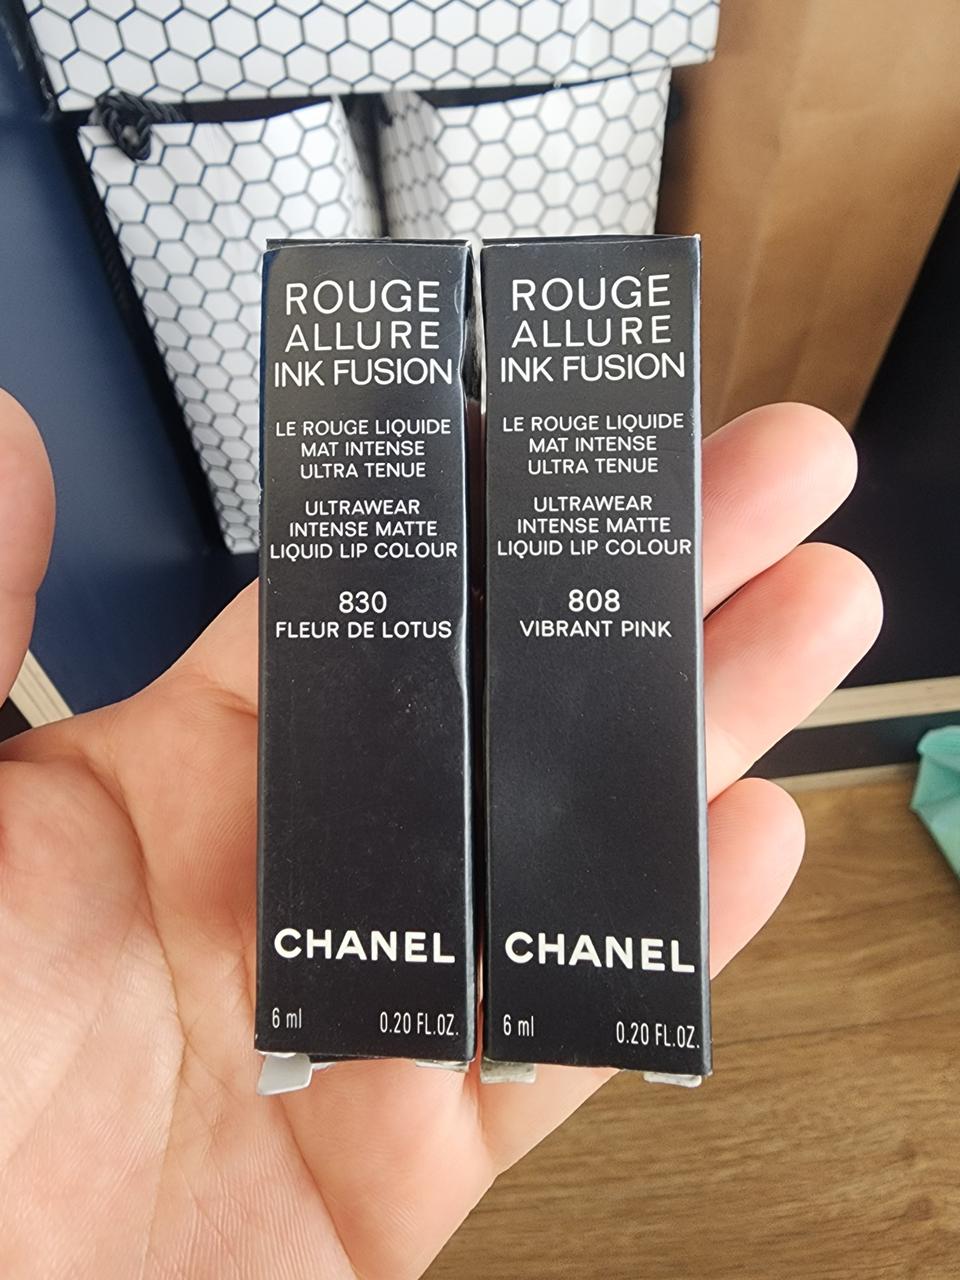 ROUGE
ALLURE
INK FUSION
LE ROUGE LIQUIDE
MAT INTENSE
ULTRA TENUE
ULTRAWEAR
INTENSE MATTE
LIQUID LIP COLOUR
830
FLEUR DE LOTUS
CHANEL
6 ml 0.20 FL.OZ.
ROUGE
ALLURE
INK FUSION
LE ROUGE LIQUIDE
MAT INTENSE
ULTRA TENUE
ULTRAWEAR
INTENSE MATTE
LIQUID LIP COLOUR
808
VIBRANT PINK
CHANEL
6 ml 0.20 FL.OZ.